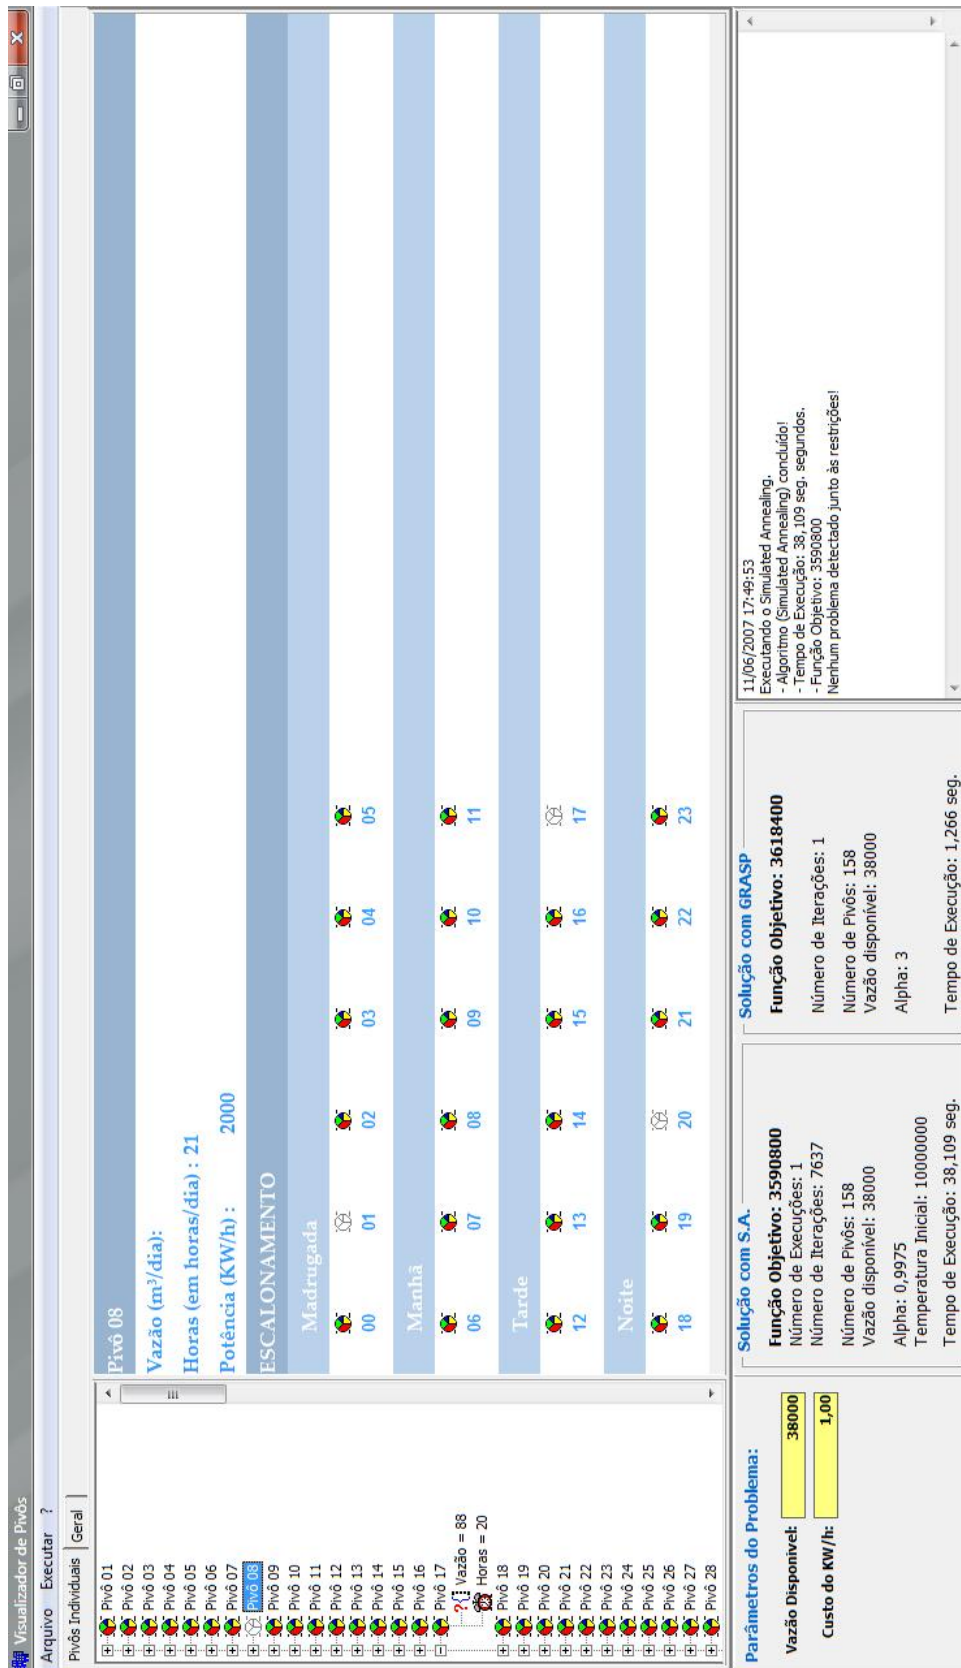 Visualizador de Pivôs
Arquivo Executar ?
Pivôs Individuais Geral
Pivô 01
Pivô 02
Pivô 03
Pivô 04
Pivô 05
Pivô 06
Pivô 07
Pivô 08
Pivô 09
Pivô 10
Pivô 11
Pivô 12
Pivô 13
Pivô 14
Pivô 15
Pivô 16
Pivô 17
Vazão = 88
Horas = 20
Pivô 18
Pivô 19
Pivô 20
Pivô 21
Pivô 22
Pivô 23
Pivô 24
Pivô 25
Pivô 26
Pivô 27
Pivô 28
Pivô 08
Vazão (m³/dia):
Horas (em horas/dia) : 21
Potência (KW/h) : 2000
ESCALONAMENTO
Madrugada
00 01 02 03 04 05
Manhã
06 07 08 09 10 11
Tarde
12 13 14 15 16 17
Noite
18 19 20 21 22 23
Parâmetros do Problema:
Vazão Disponivel: 38000
Custo do KW/h: 1,00
Solução com S.A.
Função Objetivo: 3590800
Número de Execuções: 1
Número de Iterações: 7637
Número de Pivôs: 158
Vazão disponível: 38000
Alpha: 0,9975
Temperatura Inicial: 10000000
Tempo de Execução: 38,109 seg.
Solução com GRASP
Função Objetivo: 3618400
Número de Iterações: 1
Número de Pivôs: 158
Vazão disponível: 38000
Alpha: 3
Tempo de Execução: 1,266 seg.
11/06/2007 17:49:53
Executando o Simulated Annealing.
- Algoritmo (Simulated Annealing) concluído!
- Tempo de Execução: 38,109 seg. segundos.
- Função Objetivo: 3590800
Nenhum problema detectado junto às restrições!